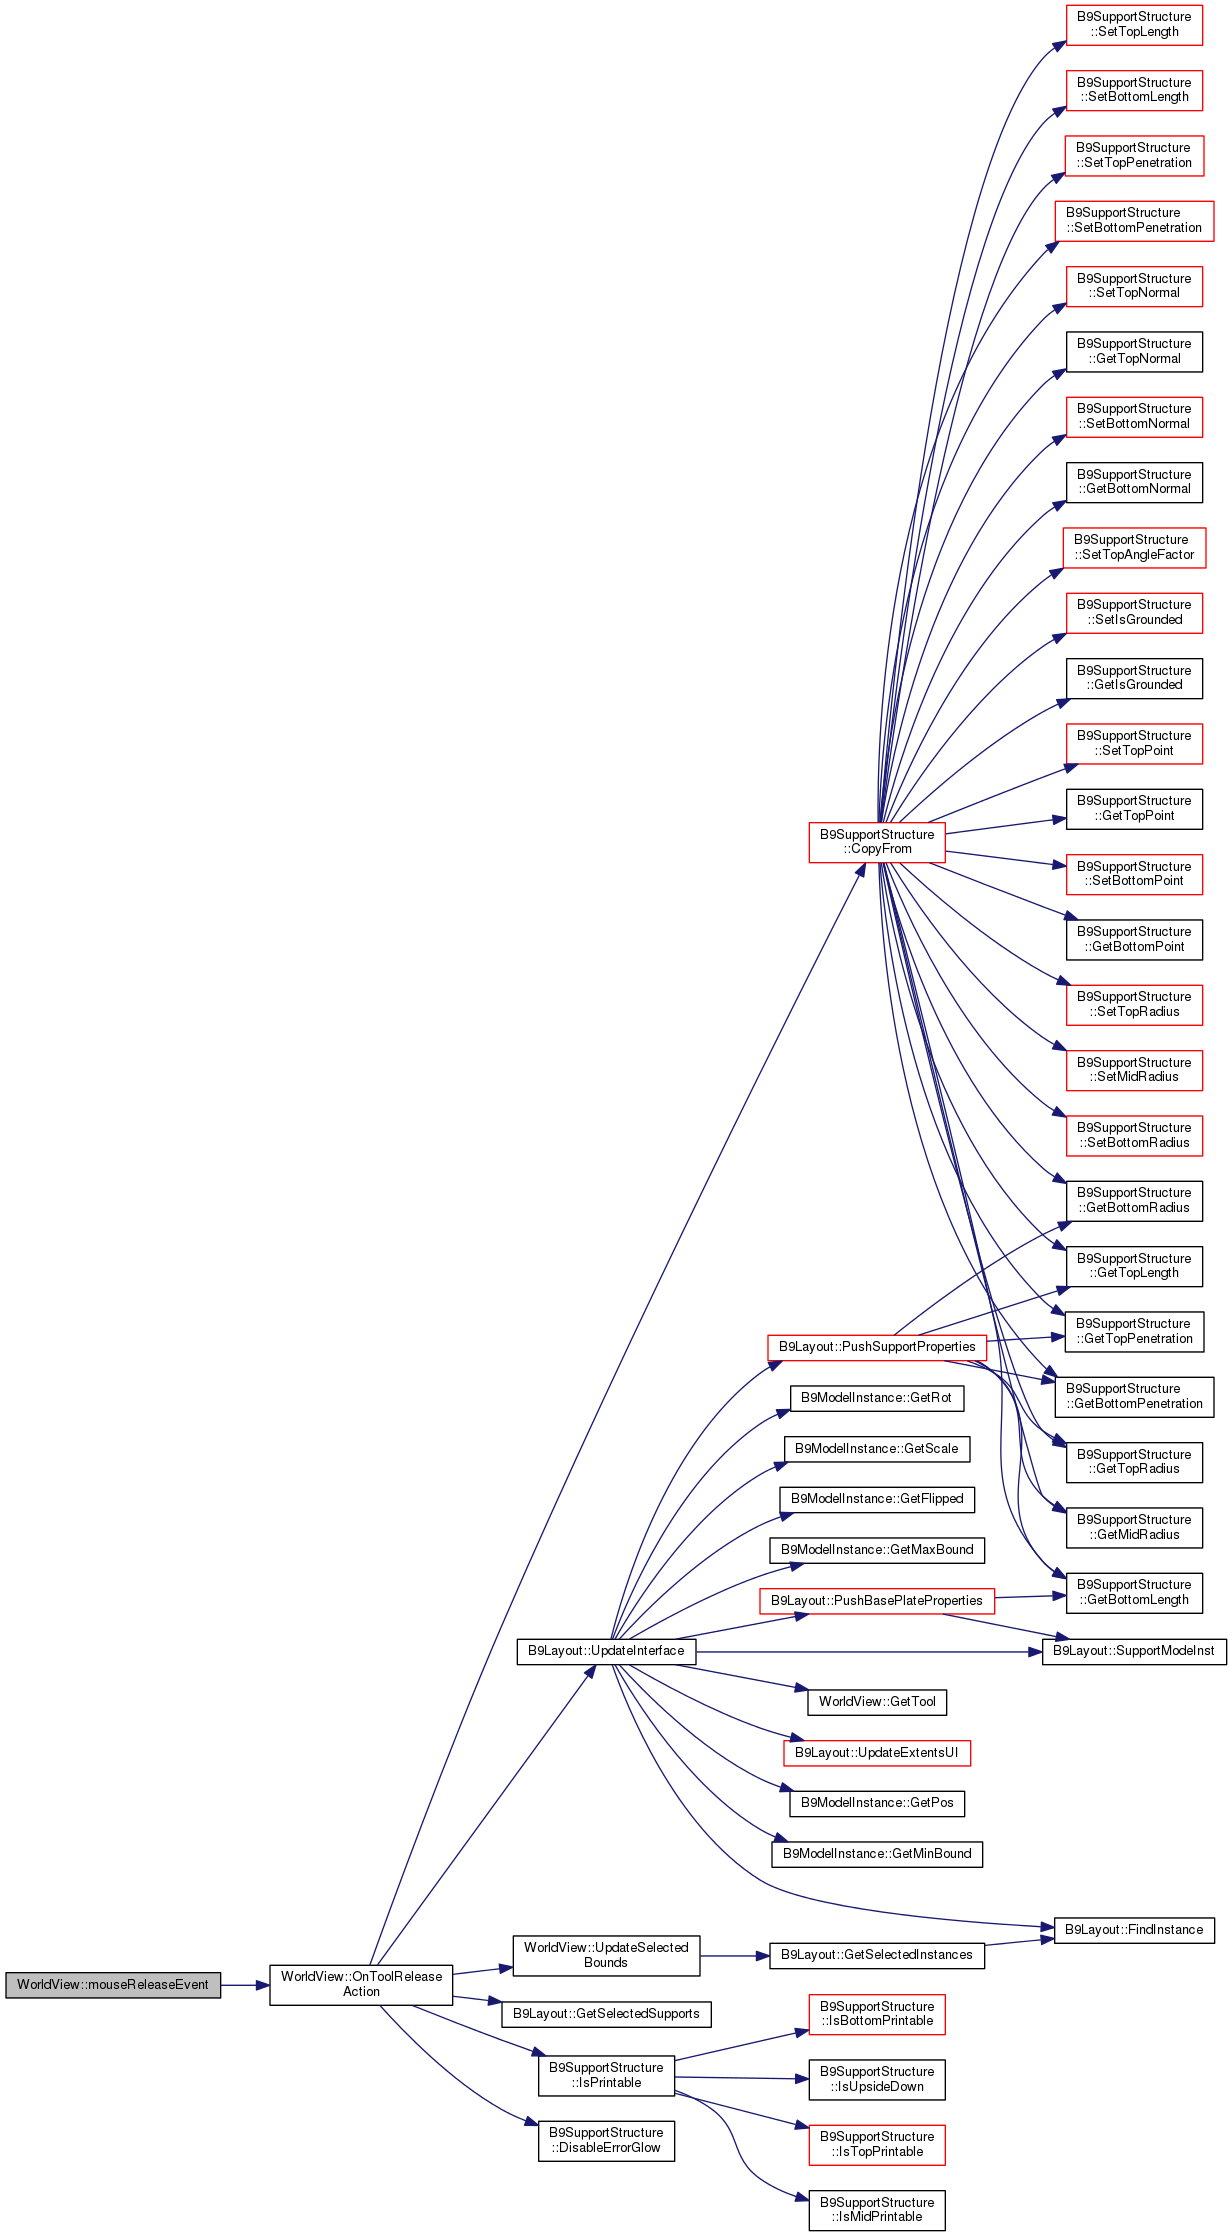 B9SupportStructure
::SetTopLength
B9SupportStructure
::SetBottomLength
B9SupportStructure
::SetTopPenetration
B9SupportStructure
::SetBottomPenetration
B9SupportStructure
::SetTopNormal
B9SupportStructure
::GetTopNormal
B9SupportStructure
::SetBottomNormal
B9SupportStructure
::GetBottomNormal
B9SupportStructure
::SetTopAngleFactor
B9SupportStructure
::SetIsGrounded
B9SupportStructure
::GetIsGrounded
B9SupportStructure
::SetTopPoint
B9SupportStructure
::GetTopPoint
B9SupportStructure
::CopyFrom
B9SupportStructure
::SetBottomPoint
B9SupportStructure
::GetBottomPoint
B9SupportStructure
::SetTopRadius
B9SupportStructure
::SetMidRadius
B9SupportStructure
::SetBottomRadius
B9SupportStructure
::GetBottomRadius
B9SupportStructure
::GetTopLength
B9SupportStructure
::GetTopPenetration
B9Layout::PushSupportProperties
B9SupportStructure
::GetBottomPenetration
B9ModelInstance::GetRot
B9ModelInstance::GetScale
B9SupportStructure
::GetTopRadius
B9ModelInstance::GetFlipped
B9SupportStructure
::GetMidRadius
B9ModelInstance::GetMaxBound
B9SupportStructure
::GetBottomLength
B9Layout::PushBasePlateProperties
B9Layout::UpdateInterface
B9Layout::SupportModeInst
WorldView::GetTool
B9Layout::UpdateExtentsUI
B9ModelInstance::GetPos
B9ModelInstance::GetMinBound
B9Layout::FindInstance
WorldView::UpdateSelected
Bounds
B9Layout::GetSelectedInstances
WorldView::mouseReleaseEvent
WorldView::OnToolRelease
Action
B9Layout::GetSelectedSupports
B9SupportStructure
::IsBottomPrintable
B9SupportStructure
::IsPrintable
B9SupportStructure
::IsUpsideDown
B9SupportStructure
::DisableErrorGlow
B9SupportStructure
::IsTopPrintable
B9SupportStructure
::IsMidPrintable